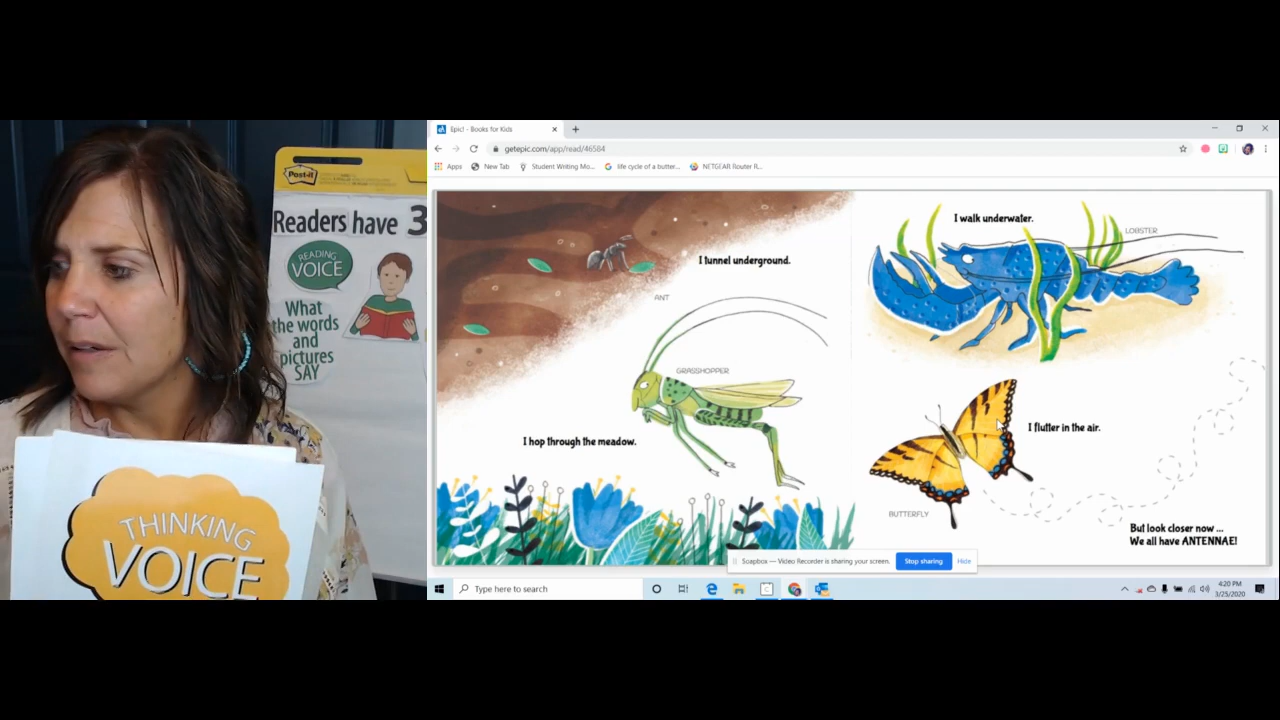 Post-it
Readers have 3
READING
VOICE
What
the words
and
pictures
SAY
THINKING
VOICE
Epic! - Books for Kids
getepic.com/app/read/46584
Apps
New Tab
Student Writing Mo...
life cycle of a butter...
NETGEAR Router R...
I tunnel underground.
ANT
GRASSHOPPER
I hop through the meadow.
I walk underwater.
LOBSTER
I flutter in the air.
BUTTERFLY
But look closer now ...
We all have ANTENNAE!
Soapbox — Video Recorder is sharing your screen.
Stop sharing
Hide
Type here to search
4:20 PM
3/25/2020